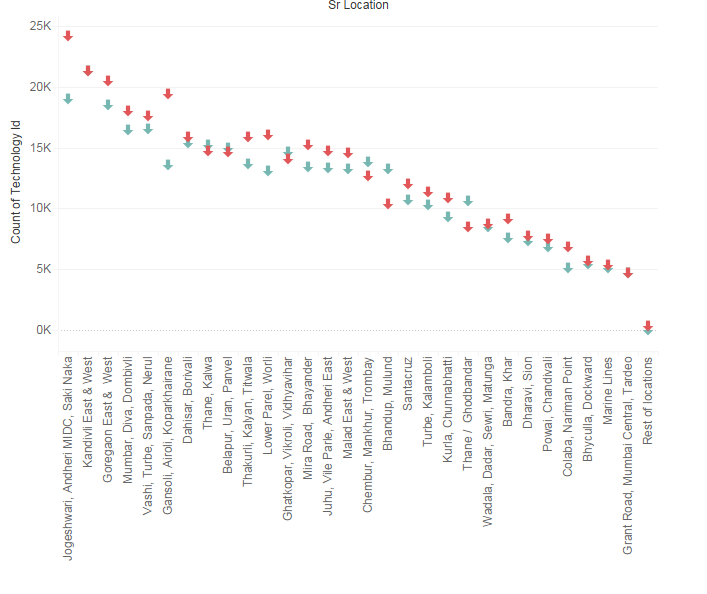 Sr Location
25K
20K
15K
10K
5K
0K
Count of Technology Id
Jogeshwari, Andheri MIDC, Saki Naka
Kandivil East & West
Goregaon East & West
Mumbar, Diva, Dombivli
Vashi, Turbe, Sanpada, Nerul
Gansoli, Airoli, Koparkhairane
Dahisar, Borivali
Thane, Kalwa
Belapur, Uran, Panvel
Thakurli, Kalyan, Titwala
Lower Parel, Worli
Ghatkopar, Vikroli, Vidhyavihar
Mira Road, Bhayander
Juhu, Vile Parle, Andheri East
Malad East & West
Chembur, Mankhur, Trombay
Bhandup, Mulund
Santacruz
Turbe, Kalamboli
Kurla, Chunnabhatti
Thane / Ghodbandar
Wadala, Dadar, Sewri, Matunga
Bandra, Khar
Dharavi, Sion
Powai, Chandivali
Colaba, Nariman Point
Bhyculla, Dockward
Marine Lines
Grant Road, Mumbai Central, Tardeo
Rest of locations